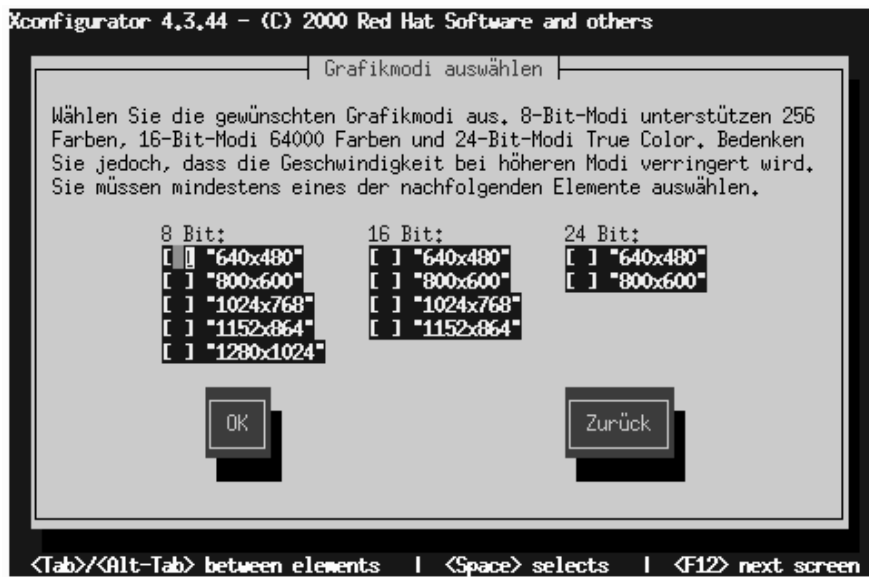 Xconfigurator 4.3.44 - (C) 2000 Red Hat Software and others
Grafikmodi auswählen
Wählen Sie die gewünschten Grafikmodi aus. 8-Bit-Modi unterstützen 256
Farben, 16-Bit-Modi 64000 Farben und 24-Bit-Modi True Color. Bedenken
Sie jedoch, dass die Geschwindigkeit bei höheren Modi verringert wird.
Sie müssen mindestens eines der nachfolgenden Elemente auswählen.
8 Bit: 16 Bit: 24 Bit:
[ ] "640x480" [ ] "640x480" [ ] "640x480"
[ ] "800x600" [ ] "800x600" [ ] "800x600"
[ ] "1024x768" [ ] "1024x768"
[ ] "1152x864" [ ] "1152x864"
[ ] "1280x1024"
OK Zurück
<Tab>/<Alt-Tab> between elements | <Space> selects | <F12> next screen